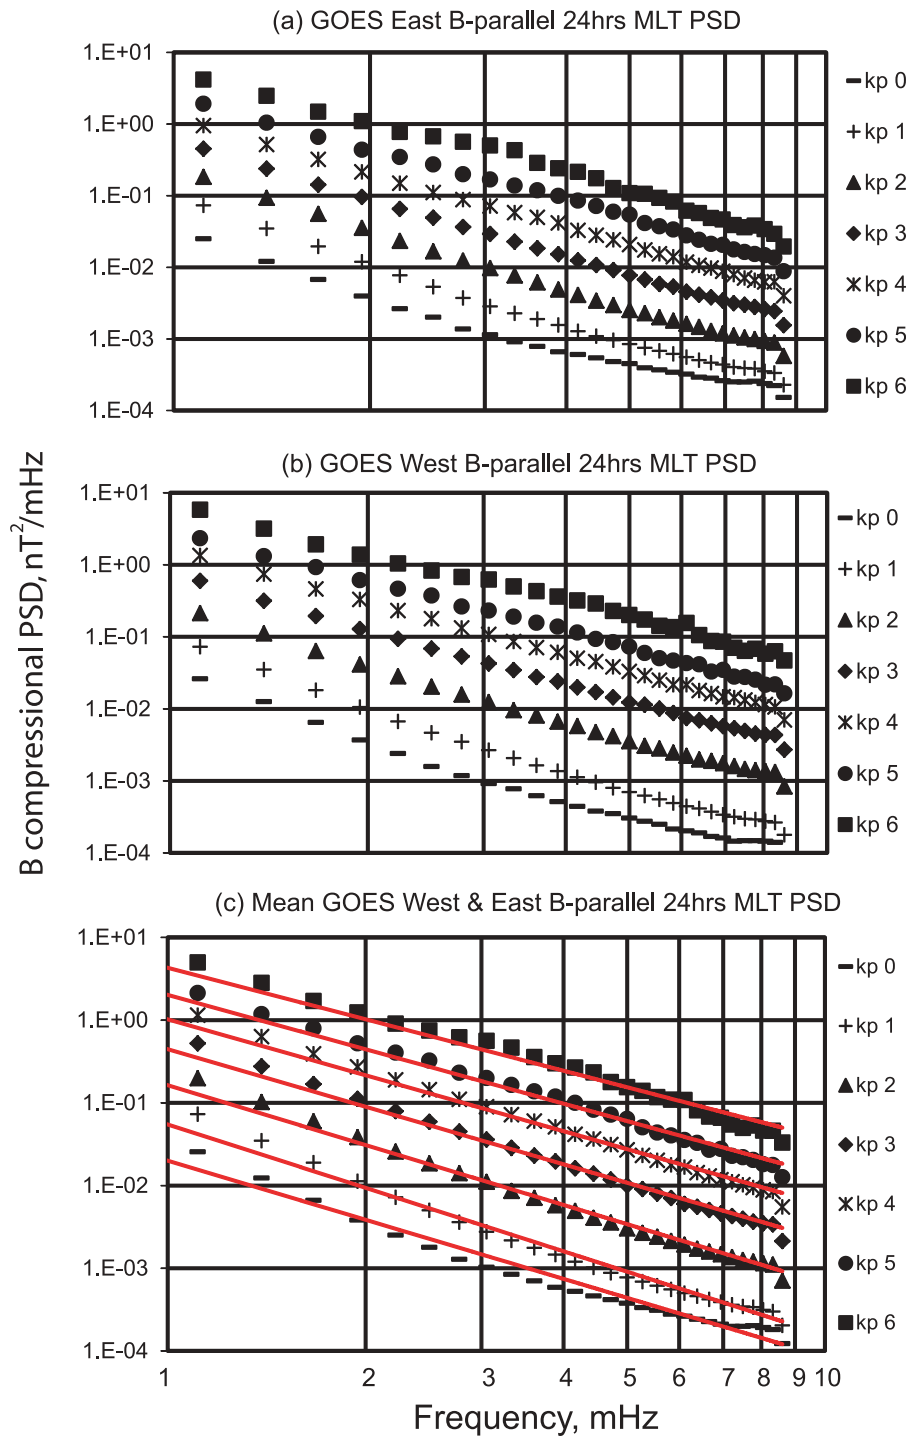 (a) GOES East B-parallel 24hrs MLT PSD
1.E+01
1.E+00
1.E-01
1.E-02
1.E-03
1.E-04
kp 0
kp 1
kp 2
kp 3
kp 4
kp 5
kp 6
B compressional PSD, nT²/mHz
(b) GOES West B-parallel 24hrs MLT PSD
1.E+01
1.E+00
1.E-01
1.E-02
1.E-03
1.E-04
kp 0
kp 1
kp 2
kp 3
kp 4
kp 5
kp 6
(c) Mean GOES West & East B-parallel 24hrs MLT PSD
1.E+01
1.E+00
1.E-01
1.E-02
1.E-03
1.E-04
kp 0
kp 1
kp 2
kp 3
kp 4
kp 5
kp 6
1 2 3 4 5 6 7 8 9 10
Frequency, mHz